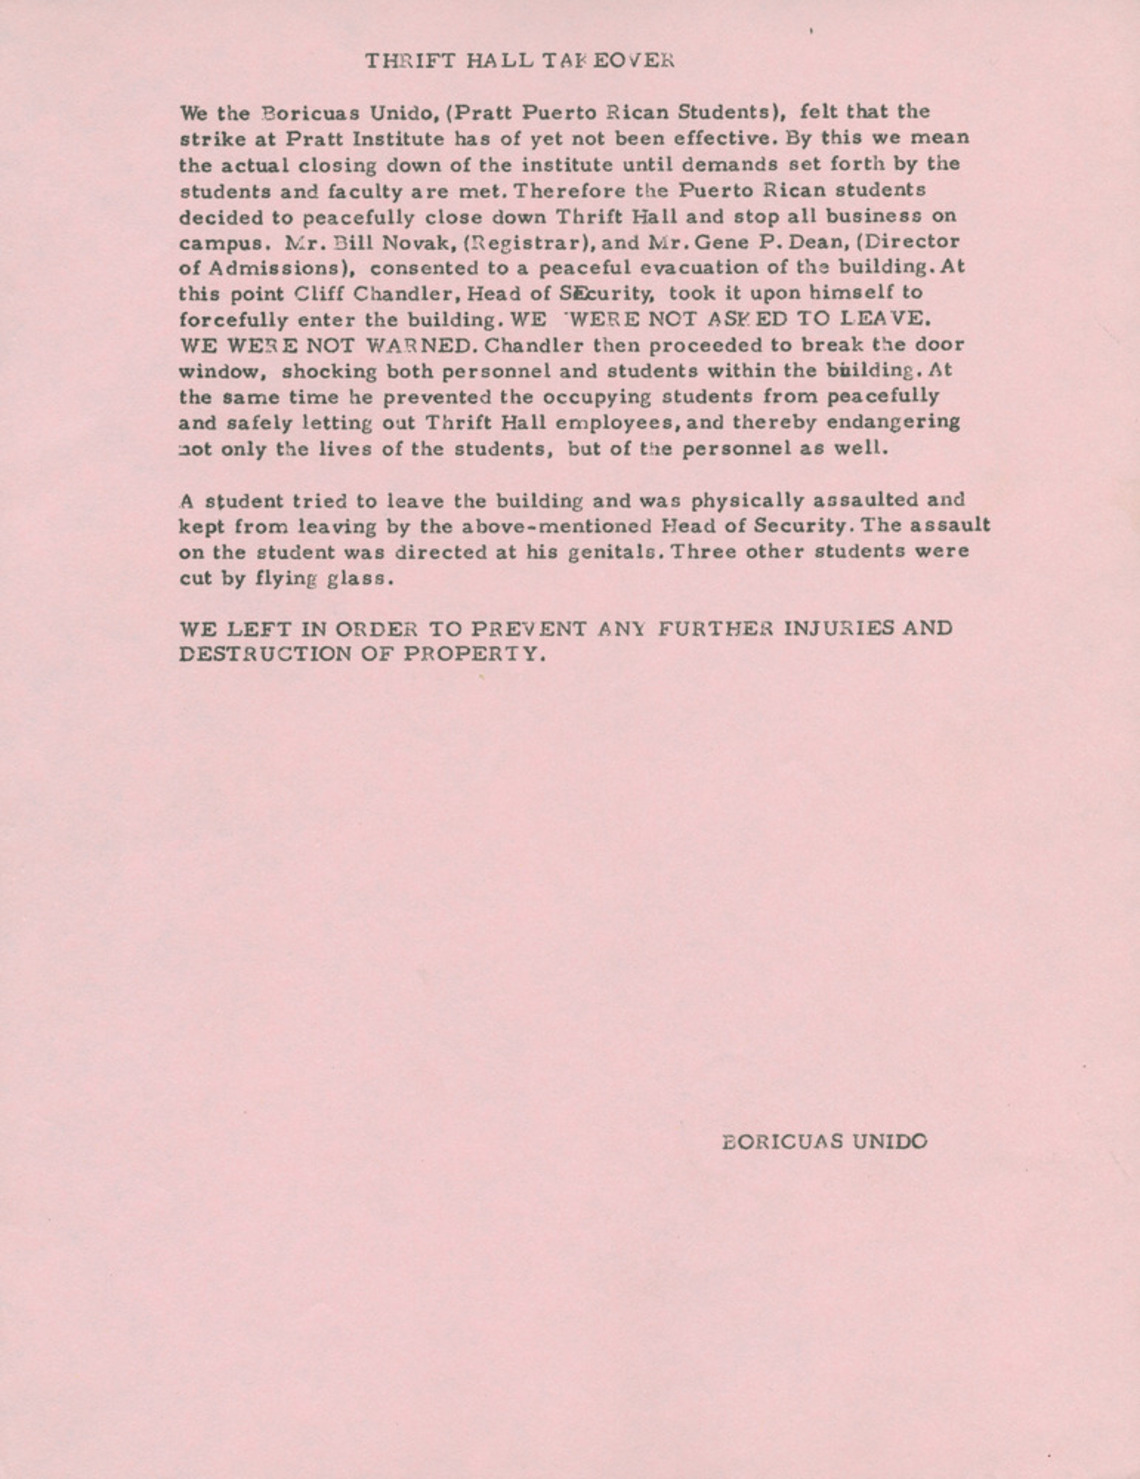 THRIFT HALL TAKEOVER
We the Boricuas Unido, (Pratt Puerto Rican Students), felt that the
strike at Pratt Institute has of yet not been effective. By this we mean
the actual closing down of the institute until demands set forth by the
students and faculty are met. Therefore the Puerto Rican students
decided to peacefully close down Thrift Hall and stop all business on
campus. Mr. Bill Novak, (Registrar), and Mr. Gene P. Dean, (Director
of Admissions), consented to a peaceful evacuation of the building. At
this point Cliff Chandler, Head of SEcurity, took it upon himself to
forcefully enter the building. WE WERE NOT ASKED TO LEAVE.
WE WERE NOT WARNED. Chandler then proceeded to break the door
window, shocking both personnel and students within the building. At
the same time he prevented the occupying students from peacefully
and safely letting out Thrift Hall employees, and thereby endangering
not only the lives of the students, but of the personnel as well.
A student tried to leave the building and was physically assaulted and
kept from leaving by the above-mentioned Head of Security. The assault
on the student was directed at his genitals. Three other students were
cut by flying glass.
WE LEFT IN ORDER TO PREVENT ANY FURTHER INJURIES AND
DESTRUCTION OF PROPERTY.
BORICUAS UNIDO